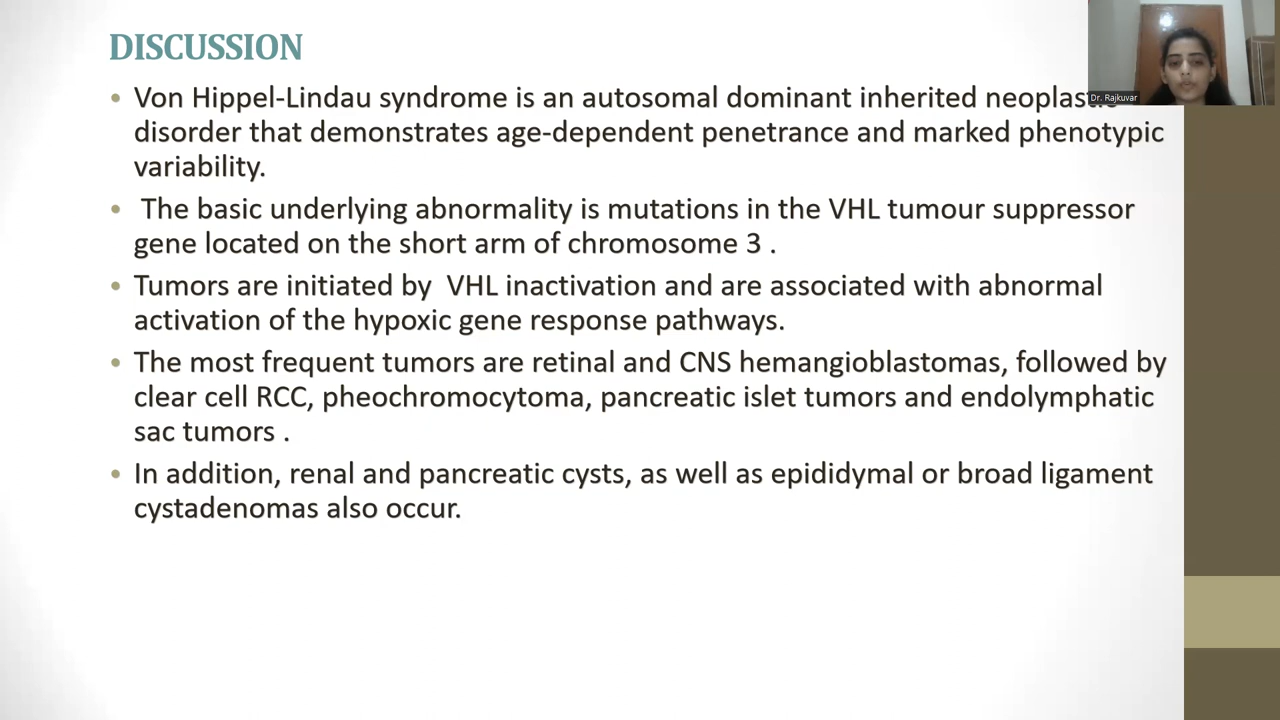 DISCUSSION
• Von Hippel-Lindau syndrome is an autosomal dominant inherited neoplastic
disorder that demonstrates age-dependent penetrance and marked phenotypic
variability.
• The basic underlying abnormality is mutations in the VHL tumour suppressor
gene located on the short arm of chromosome 3 .
• Tumors are initiated by VHL inactivation and are associated with abnormal
activation of the hypoxic gene response pathways.
• The most frequent tumors are retinal and CNS hemangioblastomas, followed by
clear cell RCC, pheochromocytoma, pancreatic islet tumors and endolymphatic
sac tumors .
• In addition, renal and pancreatic cysts, as well as epididymal or broad ligament
cystadenomas also occur.
Dr. Rajkuvar